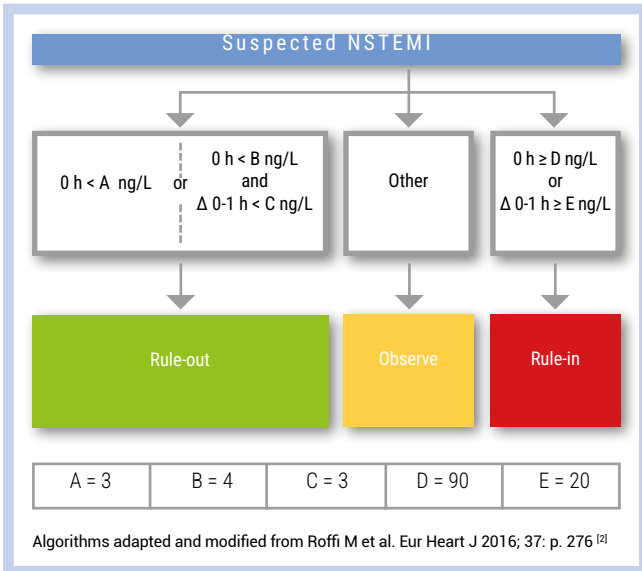 Suspected NSTEMI
0 h < A ng/L or
0 h < B ng/L
and
Δ 0-1 h < C ng/L
Other
0 h ≥ D ng/L
or
Δ 0-1 h ≥ E ng/L
Rule-out
Observe
Rule-in
A = 3
B = 4
C = 3
D = 90
E = 20
Algorithms adapted and modified from Roffi M et al. Eur Heart J 2016; 37: p. 276 [2]